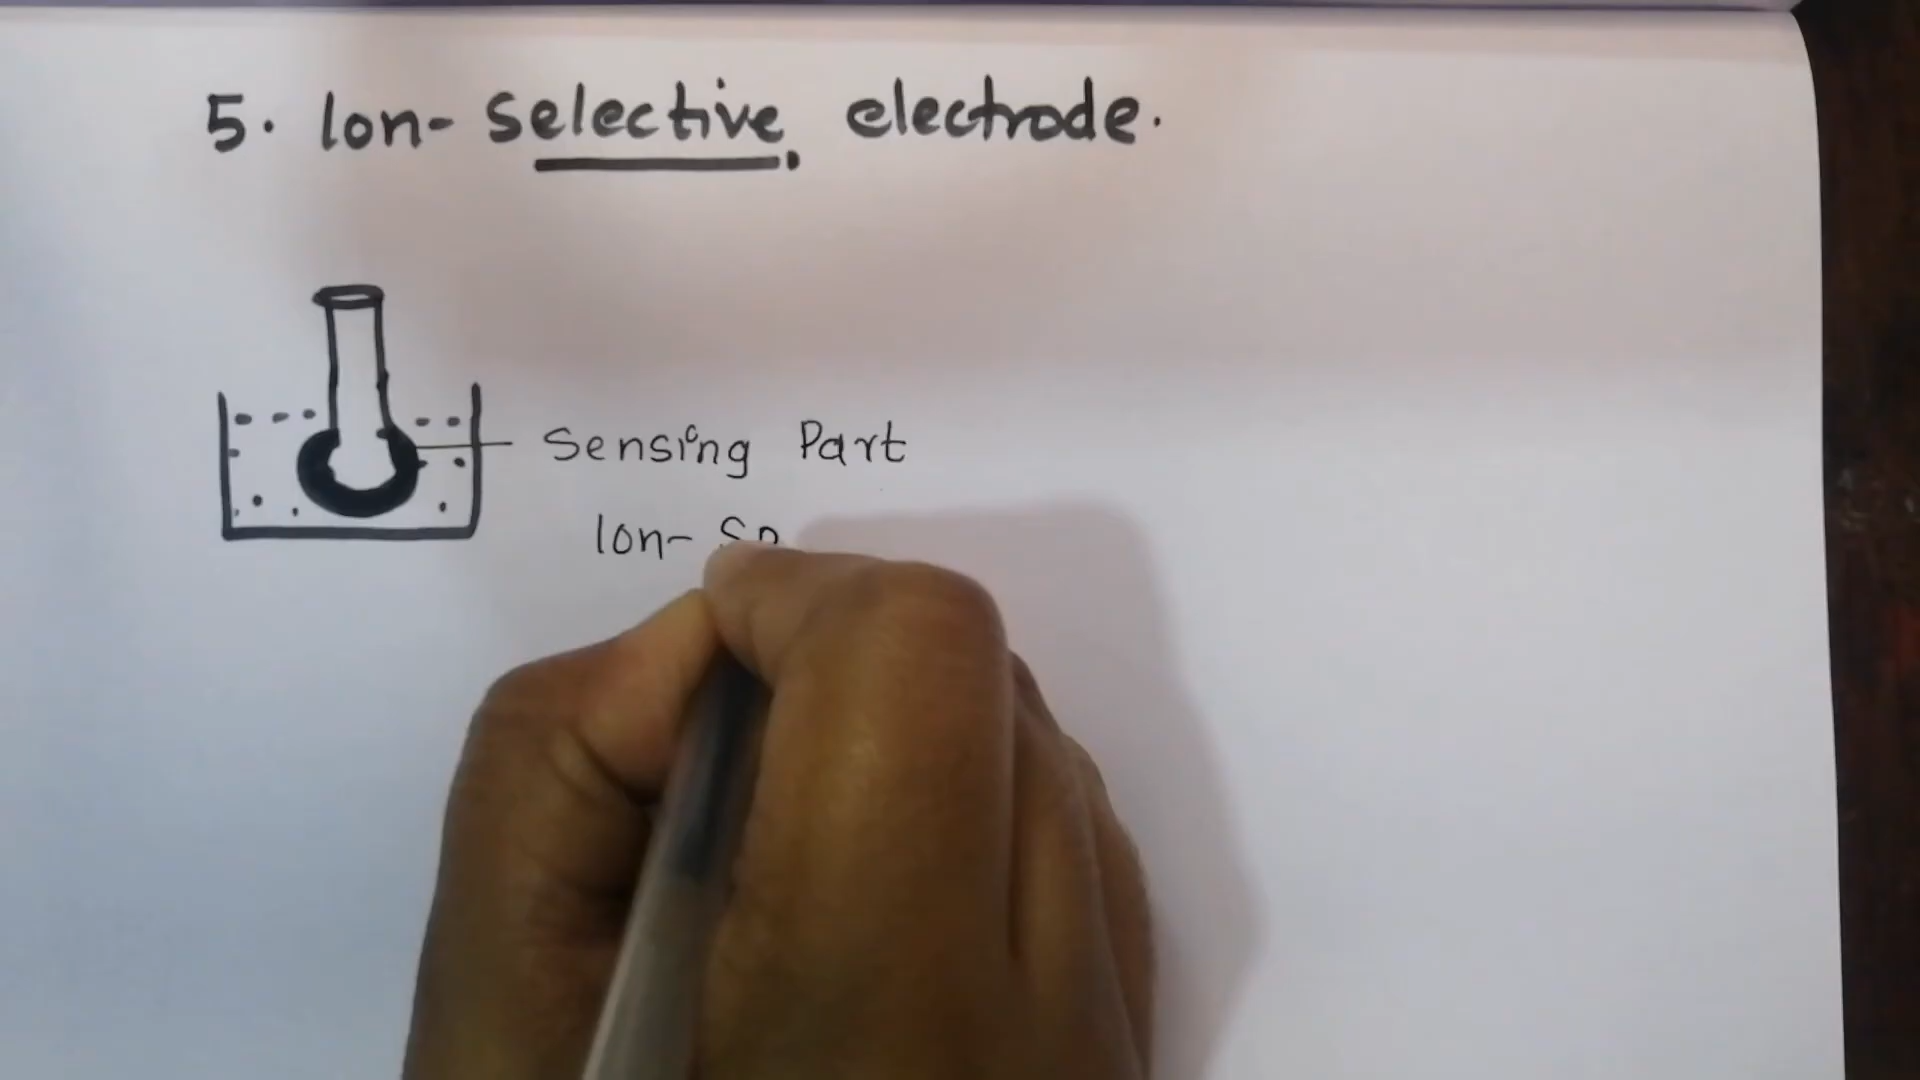 5. Ion- Selective electrode.
Sensing Part
Ion-